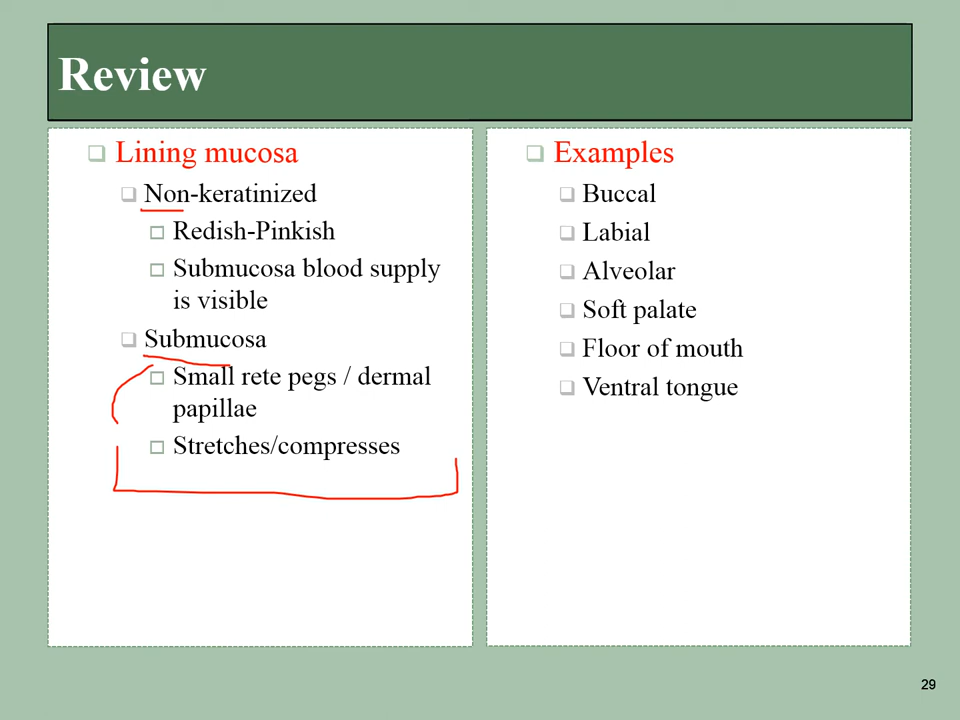 Review
Lining mucosa
Non-keratinized
Redish-Pinkish
Submucosa blood supply
is visible
Submucosa
Small rete pegs / dermal
papillae
Stretches/compresses
Examples
Buccal
Labial
Alveolar
Soft palate
Floor of mouth
Ventral tongue
29